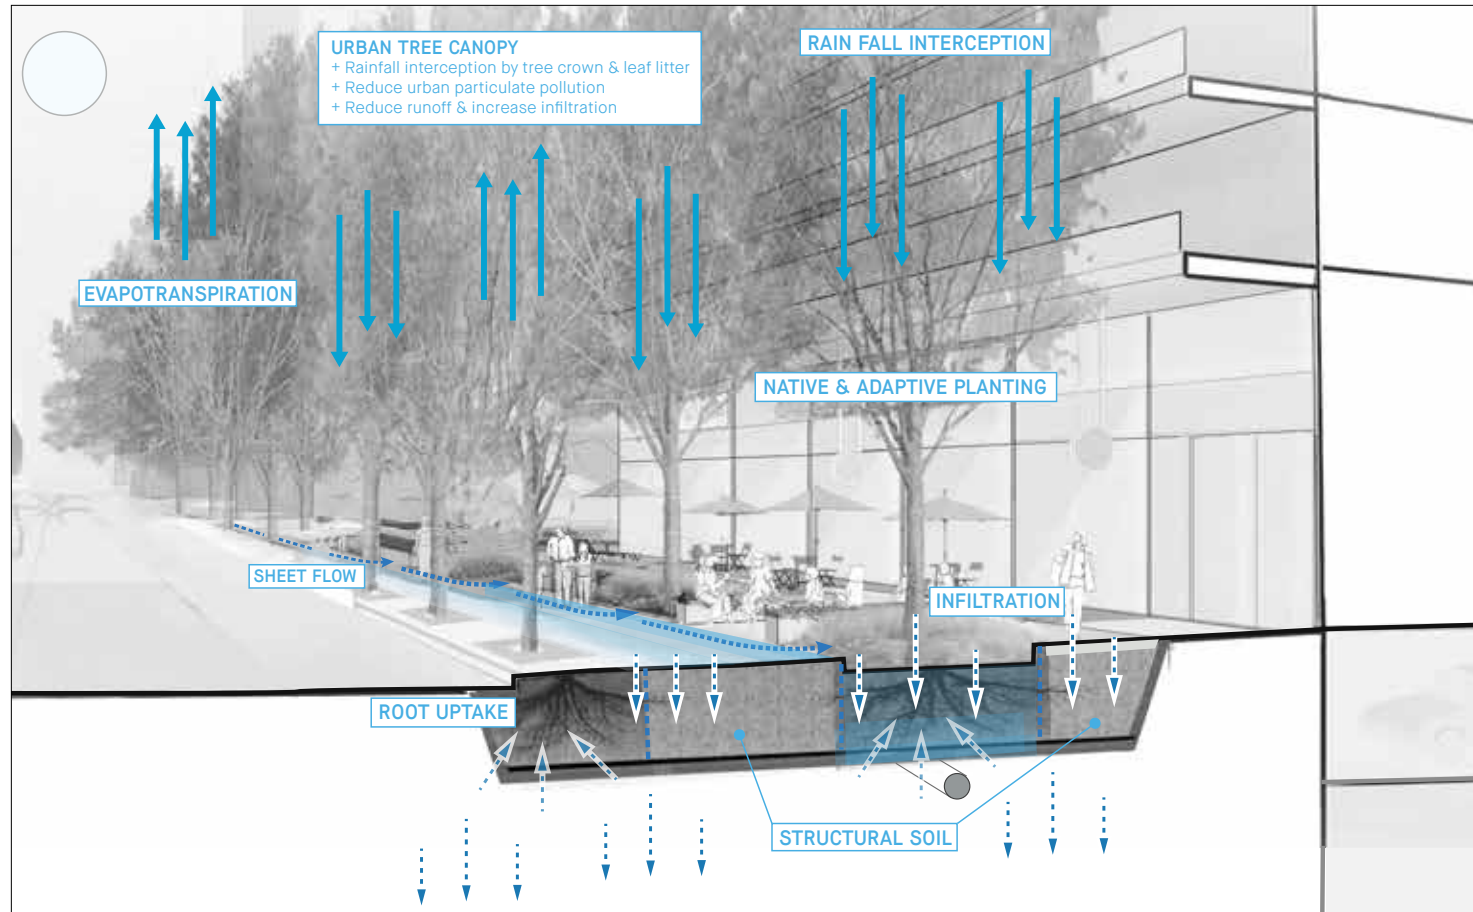 URBAN TREE CANOPY
+ Rainfall interception by tree crown & leaf litter
+ Reduce urban particulate pollution
+ Reduce runoff & increase infiltration
RAIN FALL INTERCEPTION
EVAPOTRANSPIRATION
NATIVE & ADAPTIVE PLANTING
SHEET FLOW
INFILTRATION
ROOT UPTAKE
STRUCTURAL SOIL